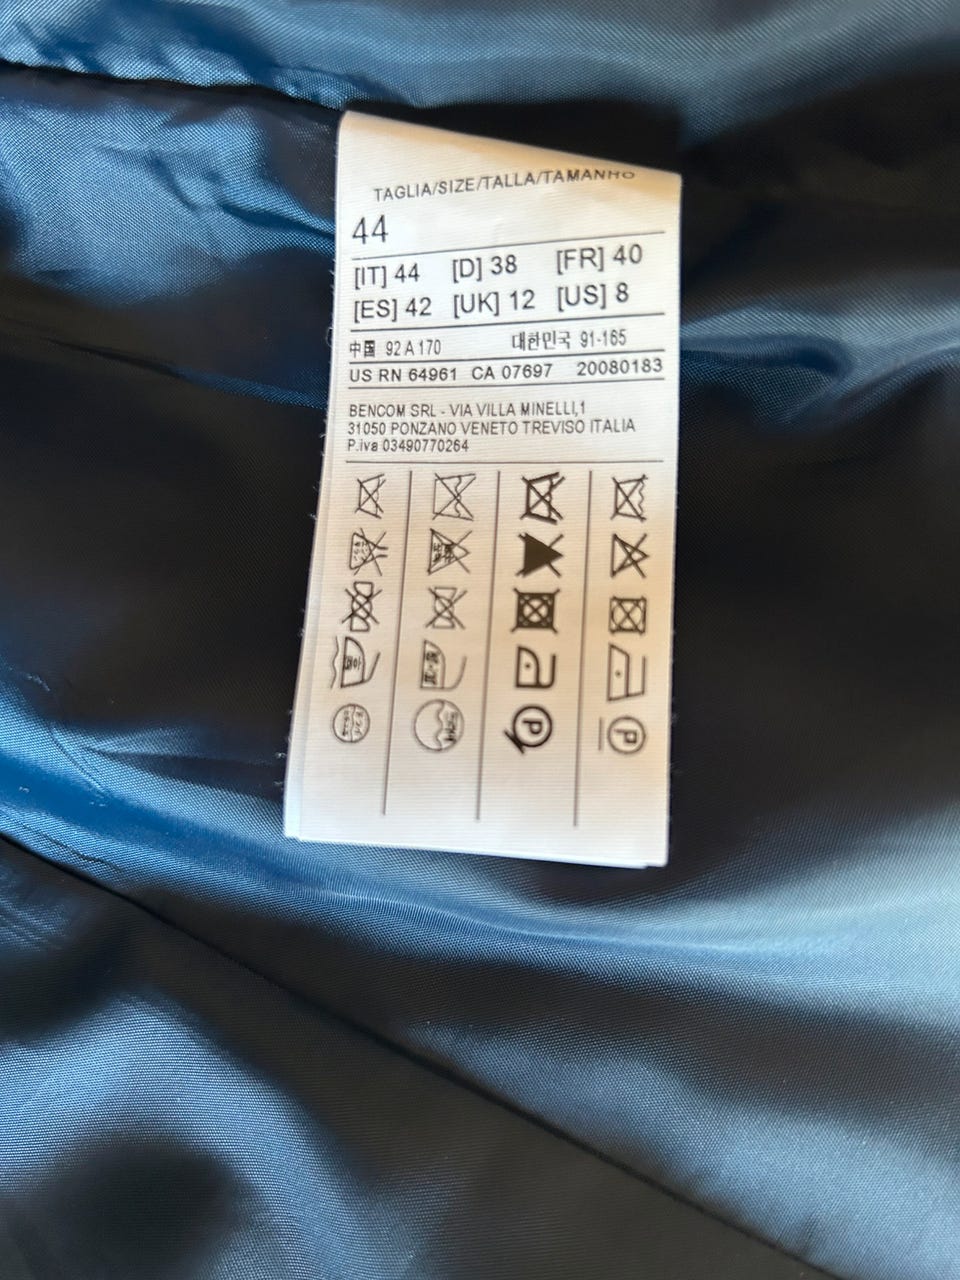 TAGLIA/SIZE/TALLA/TAMANHO
44
[IT] 44 [D] 38 [FR] 40
[ES] 42 [UK] 12 [US] 8
中国 92 A 170 대한민국 91-165
US RN 64961 CA 07697 20080183
BENCOM SRL - VIA VILLA MINELLI,1
31050 PONZANO VENETO TREVISO ITALIA
P.iva 03490770264
P P